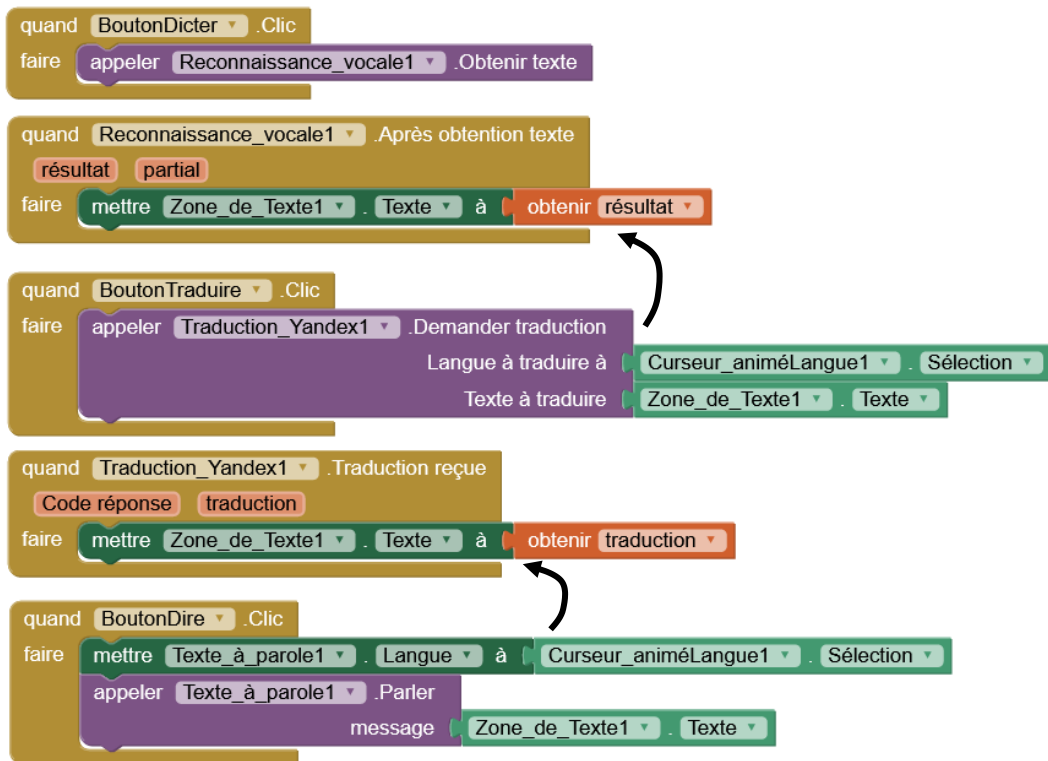 quand BoutonDicter .Clic
faire appeler Reconnaissance_vocale1 .Obtenir texte
quand Reconnaissance_vocale1 .Après obtention texte
résultat partial
faire mettre Zone_de_Texte1 . Texte à obtenir résultat
quand BoutonTraduire .Clic
faire appeler Traduction_Yandex1 .Demander traduction
Langue à traduire à Curseur_animéLangue1 . Sélection
Texte à traduire Zone_de_Texte1 . Texte
quand Traduction_Yandex1 .Traduction reçue
Code réponse traduction
faire mettre Zone_de_Texte1 . Texte à obtenir traduction
quand BoutonDire .Clic
faire mettre Texte_à_parole1 . Langue à Curseur_animéLangue1 . Sélection
appeler Texte_à_parole1 .Parler
message Zone_de_Texte1 . Texte